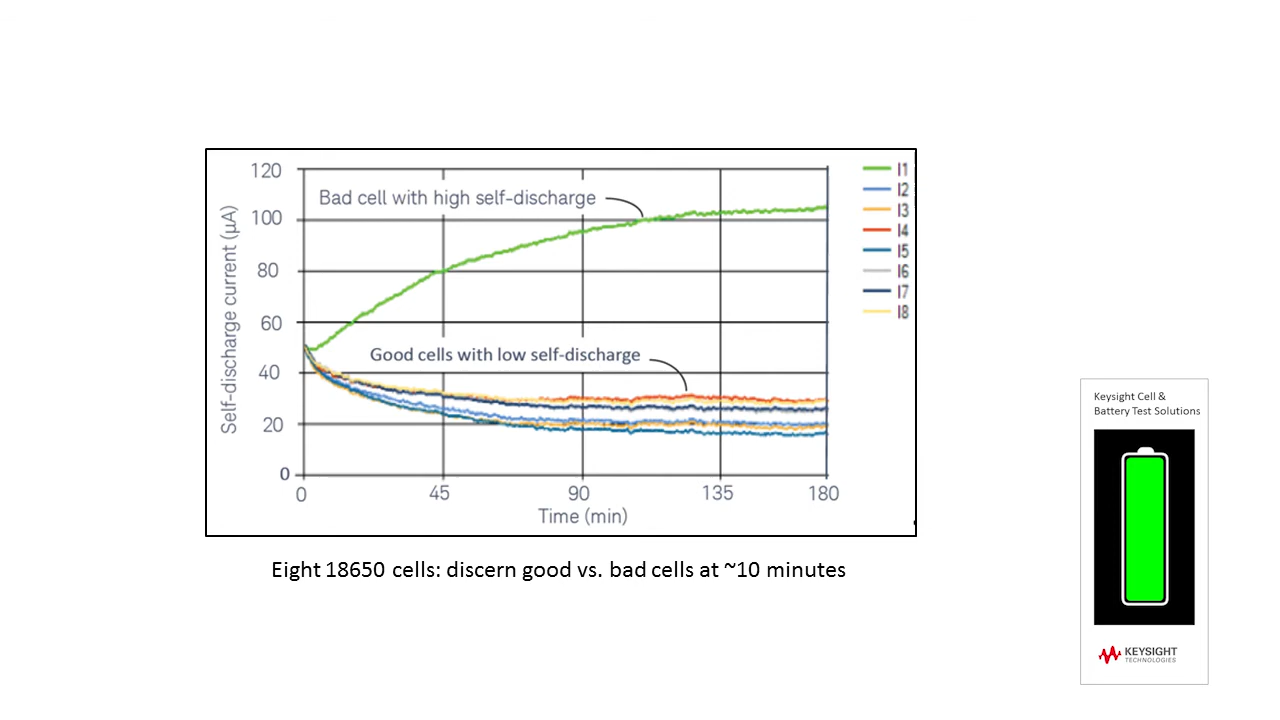 120
100
80
60
40
20
0
Self-discharge current (µA)
Bad cell with high self-discharge
Good cells with low self-discharge
0 45 90 135 180
Time (min)
I1
I2
I3
I4
I5
I6
I7
I8
Eight 18650 cells: discern good vs. bad cells at ~10 minutes
Keysight Cell &
Battery Test Solutions
KEYSIGHT
TECHNOLOGIES